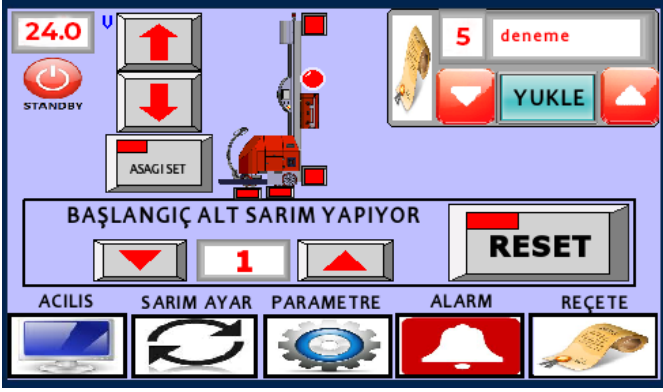 24.0 V
STANDBY
ASAGI SET
5 deneme
YUKLE
BAŞLANGIÇ ALT SARIM YAPIYOR
1
RESET
ACILIS SARIM AYAR PARAMETRE ALARM REÇETE